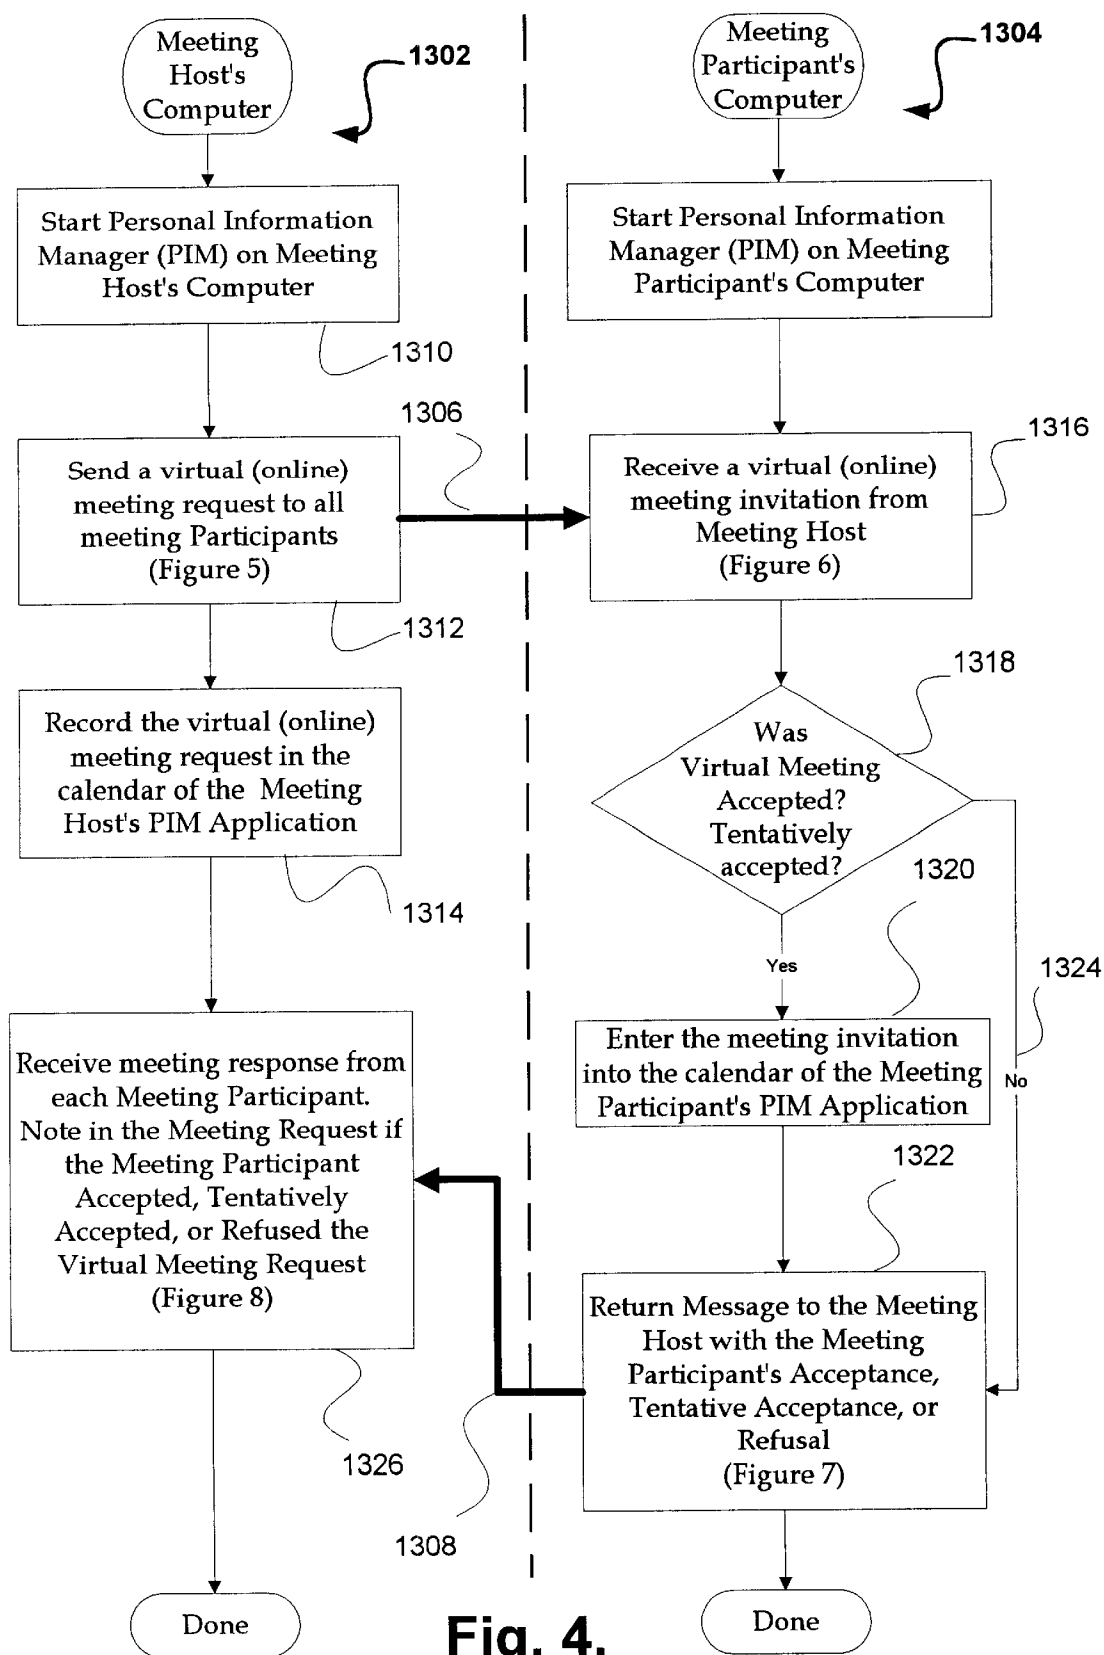 Meeting
Host's
Computer
1302
Start Personal Information
Manager (PIM) on Meeting
Host's Computer
1310
1306
Send a virtual (online)
meeting request to all
meeting Participants
(Figure 5)
1312
Record the virtual (online)
meeting request in the
calendar of the Meeting
Host's PIM Application
1314
Receive meeting response from
each Meeting Participant.
Note in the Meeting Request if
the Meeting Participant
Accepted, Tentatively
Accepted, or Refused the
Virtual Meeting Request
(Figure 8)
1326
1308
Done
Meeting
Participant's
Computer
1304
Start Personal Information
Manager (PIM) on Meeting
Participant's Computer
Receive a virtual (online)
meeting invitation from
Meeting Host
(Figure 6)
1316
1318
Was
Virtual Meeting
Accepted?
Tentatively
accepted?
1320
Yes
1324
Enter the meeting invitation
into the calendar of the Meeting
Participant's PIM Application
No
1322
Return Message to the Meeting
Host with the Meeting
Participant's Acceptance,
Tentative Acceptance, or
Refusal
(Figure 7)
Done
Fig. 4.